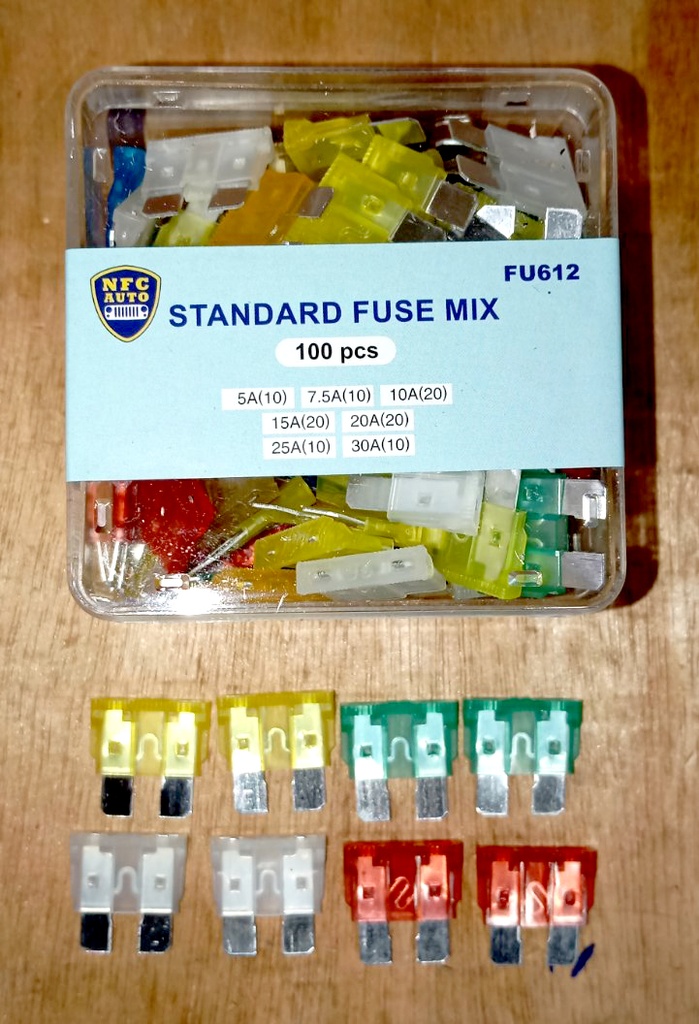 NFC
AUTO
FU612
STANDARD FUSE MIX
100 pcs
5A(10) 7.5A(10) 10A(20)
15A(20) 20A(20)
25A(10) 30A(10)